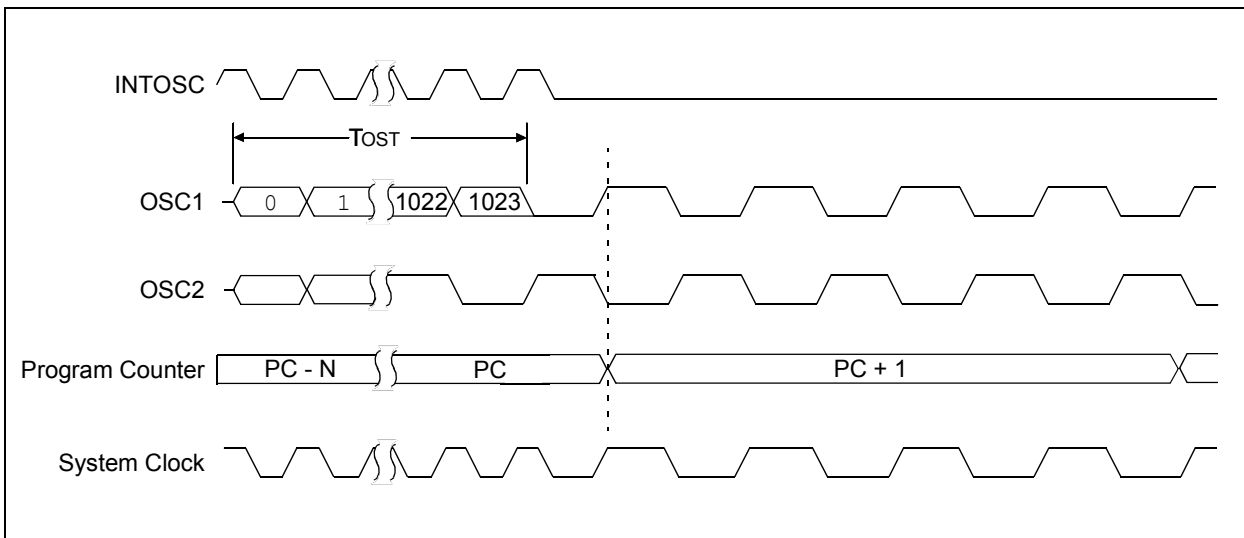 INTOSC
TOST
OSC1 0 1 1022 1023
OSC2
Program Counter PC - N PC PC + 1
System Clock